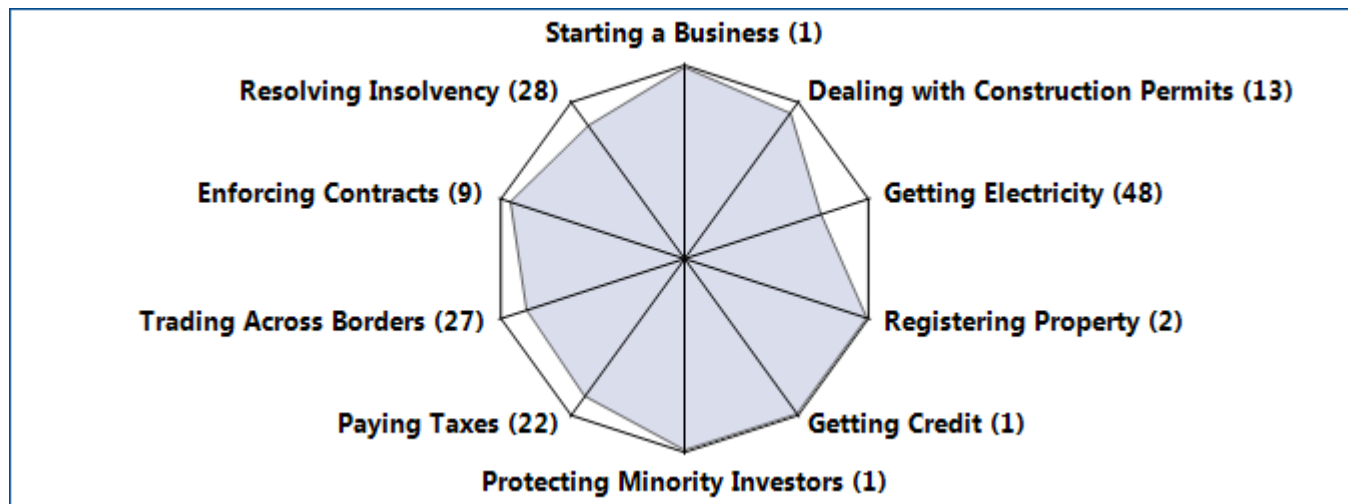 Starting a Business (1)
Resolving Insolvency (28)
Dealing with Construction Permits (13)
Enforcing Contracts (9)
Getting Electricity (48)
Trading Across Borders (27)
Registering Property (2)
Paying Taxes (22)
Getting Credit (1)
Protecting Minority Investors (1)